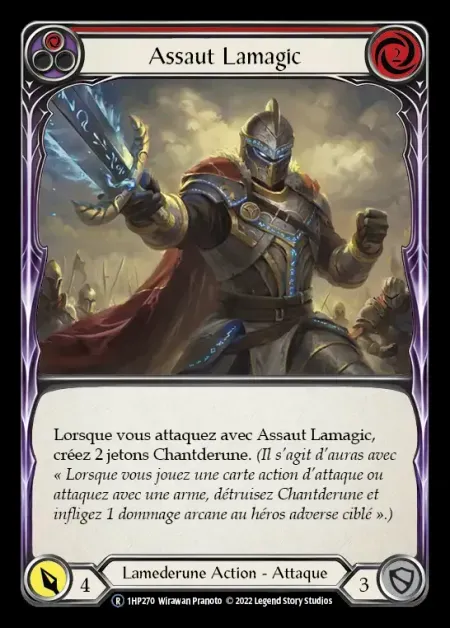 Assaut Lamagic
2
Lorsque vous attaquez avec Assaut Lamagic,
créez 2 jetons Chantderune. (Il s'agit d'auras avec
« Lorsque vous jouez une carte action d'attaque ou
attaquez avec une arme, détruisez Chantderune et
infligez 1 dommage arcane au héros adverse ciblé ».)
4 Lamederune Action - Attaque 3
R 1HP270 Wirawan Pranoto © 2022 Legend Story Studios